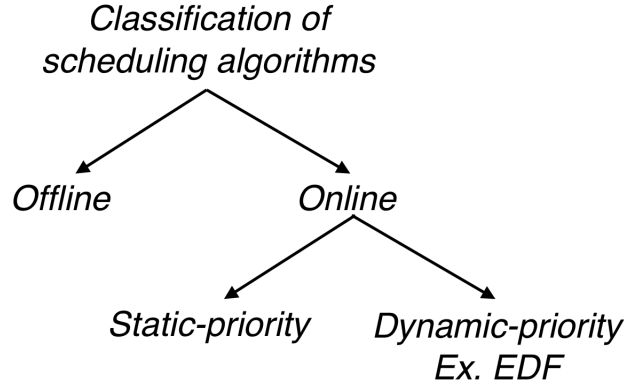 Classification of
scheduling algorithms
Offline
Online
Static-priority
Dynamic-priority
Ex. EDF